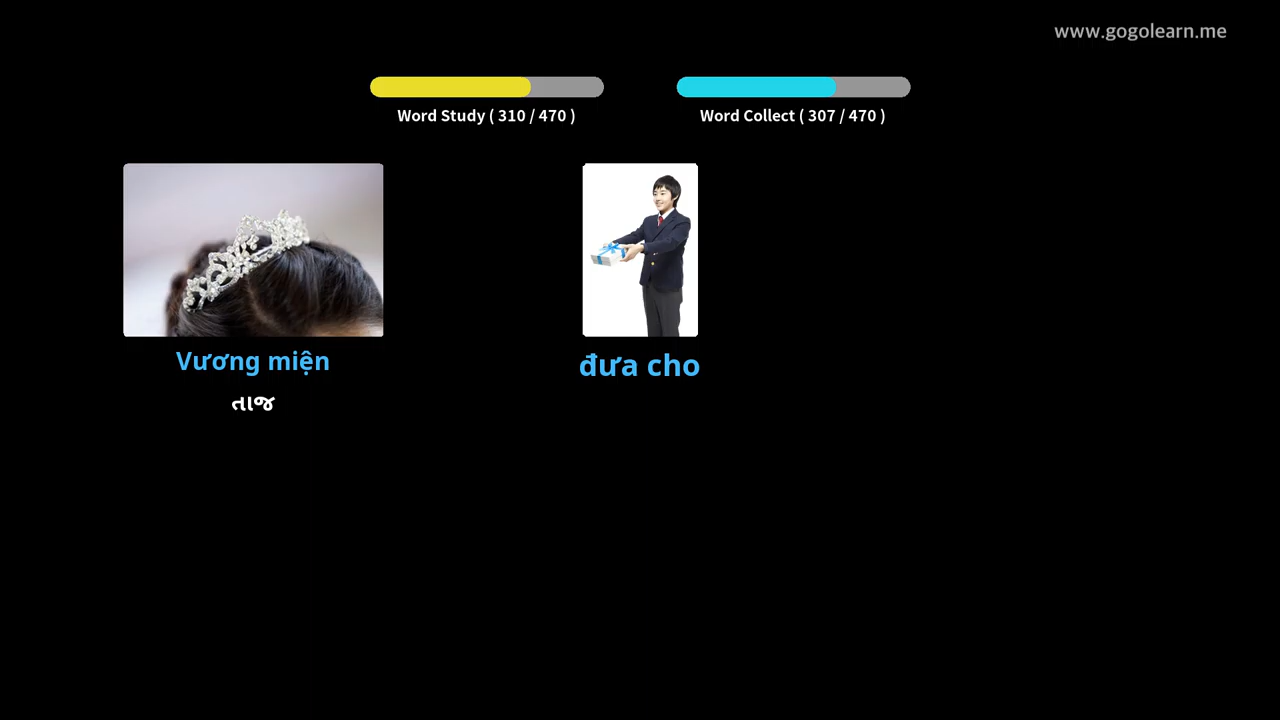 www.gogolearn.me
Word Study ( 310 / 470 )
Word Collect ( 307 / 470 )
Vương miện
તાજ
đưa cho